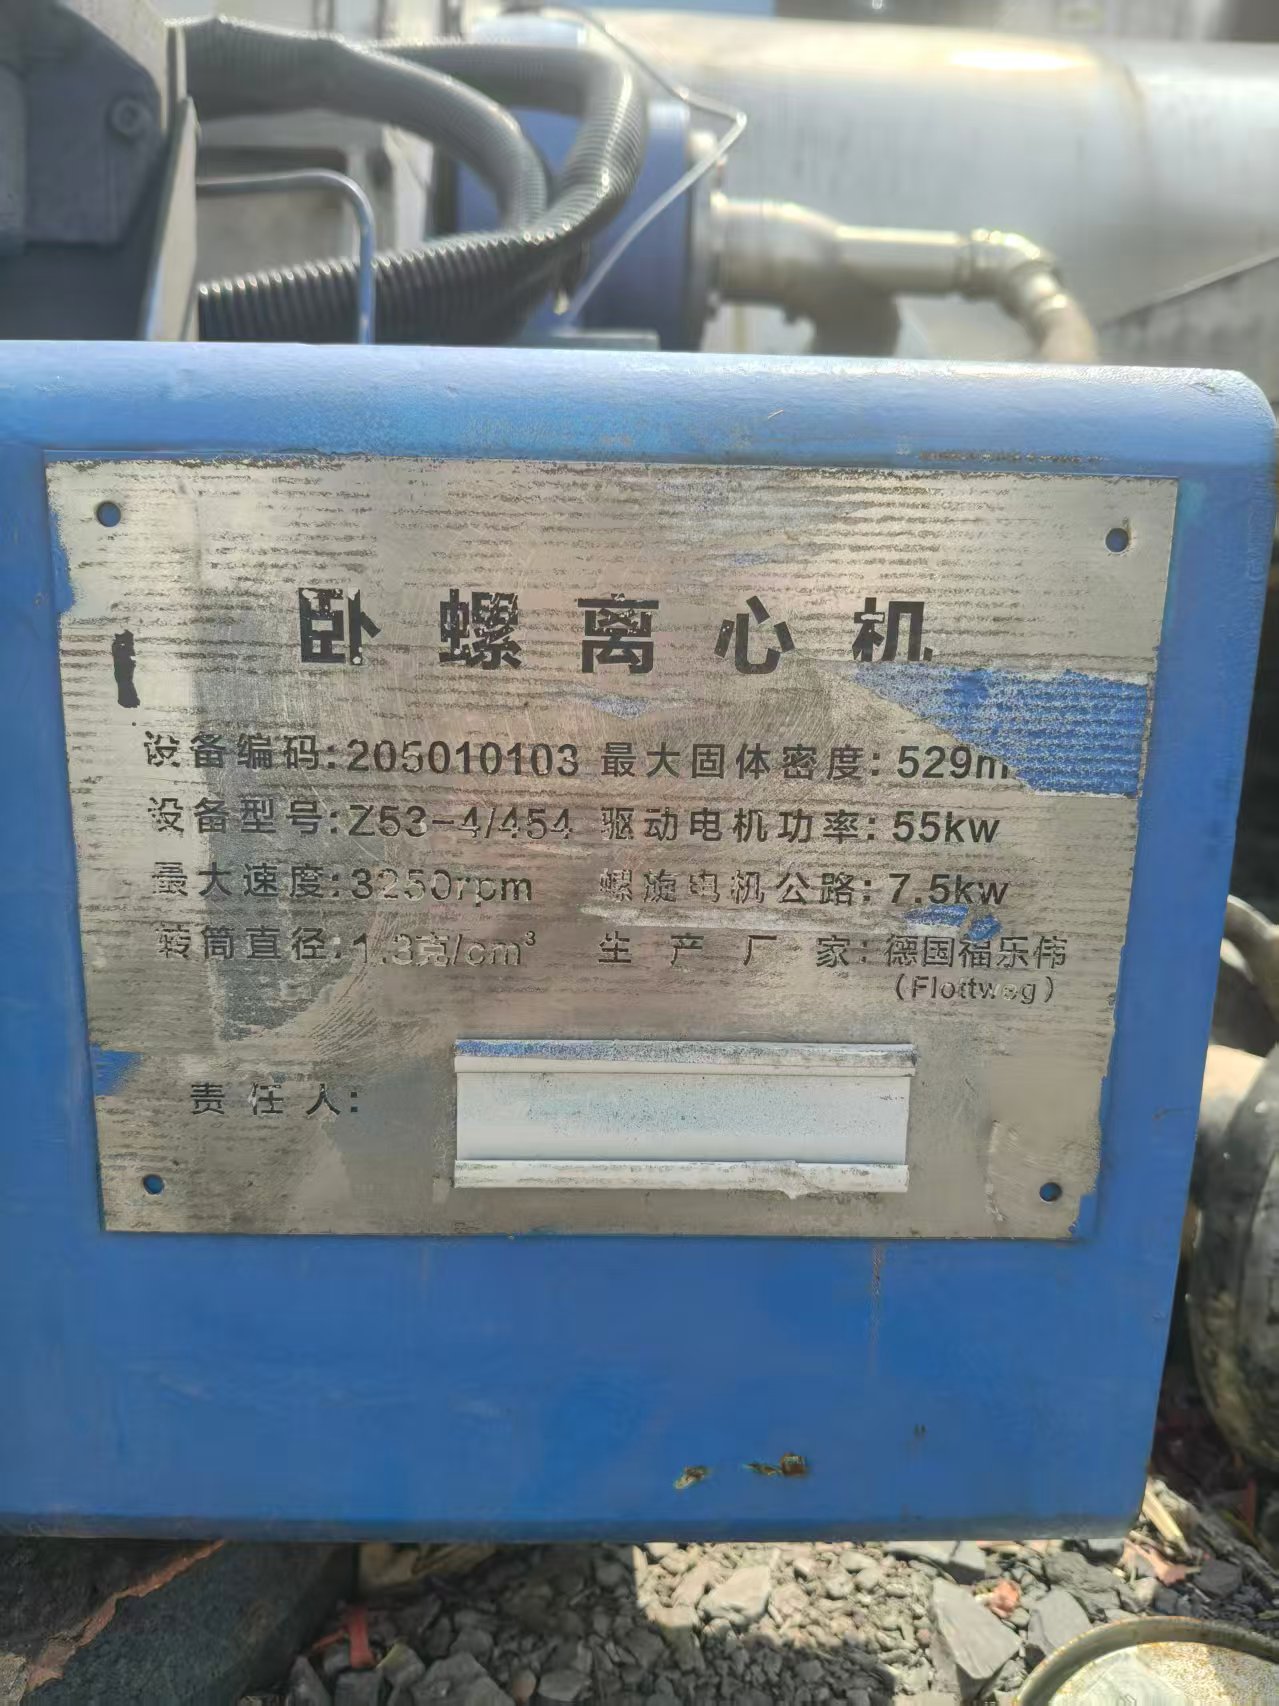 卧螺离心机
设备编码:205010103 最大固体密度:529m
设备型号:Z53-4/454 驱动电机功率:55kw
最大速度:3250rpm 螺旋电机公路:7.5kw
转筒直径:1.3克/cm³ 生产厂家:德国福乐伟
(Flottweg)
责任人: